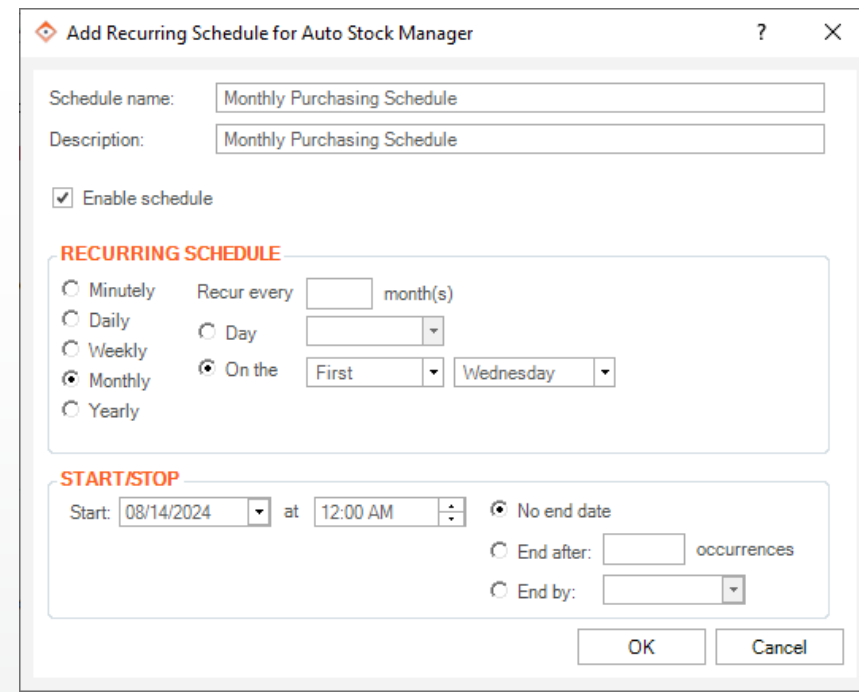 Add Recurring Schedule for Auto Stock Manager ?
Schedule name: Monthly Purchasing Schedule
Description: Monthly Purchasing Schedule
Enable schedule
RECURRING SCHEDULE
Minutely Recur every month(s)
Daily Day
Weekly
Monthly On the First Wednesday
Yearly
START/STOP
Start: 08/14/2024 at 12:00 AM No end date
End after: occurrences
End by:
OK Cancel